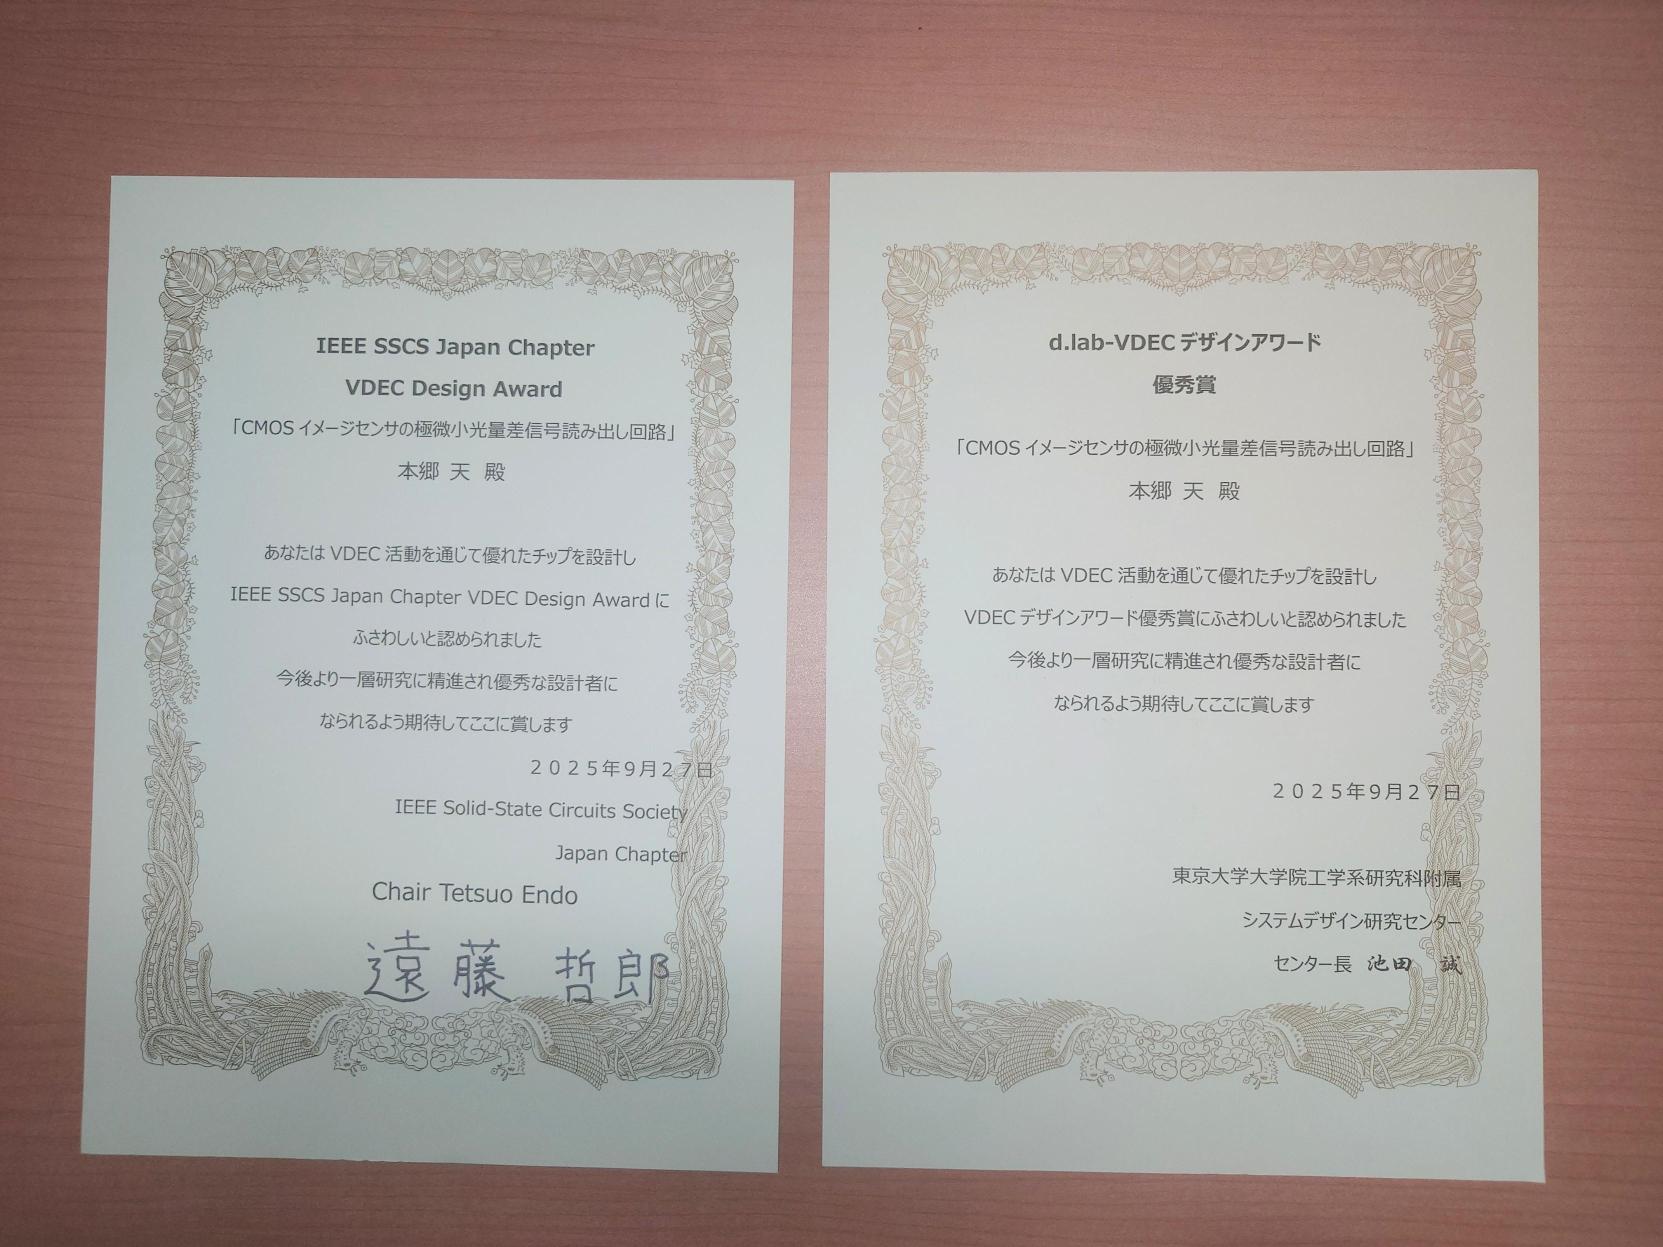 IEEE SSCS Japan Chapter
VDEC Design Award
「CMOS イメージセンサの極微小光量差信号読み出し回路」
本郷 天 殿
あなたは VDEC 活動を通じて優れたチップを設計し
IEEE SSCS Japan Chapter VDEC Design Award に
ふさわしいと認められました
今後より一層研究に精進され優秀な設計者に
なられるよう期待してここに賞します
２０２５年９月２７日
IEEE Solid-State Circuits Society
Japan Chapter
Chair Tetsuo Endo
遠藤 哲郎
d.lab-VDEC デザインアワード
優秀賞
「CMOS イメージセンサの極微小光量差信号読み出し回路」
本郷 天 殿
あなたは VDEC 活動を通じて優れたチップを設計し
VDEC デザインアワード優秀賞にふさわしいと認められました
今後より一層研究に精進され優秀な設計者に
なられるよう期待してここに賞します
２０２５年９月２７日
東京大学大学院工学系研究科附属
システムデザイン研究センター
センター長 池田 誠